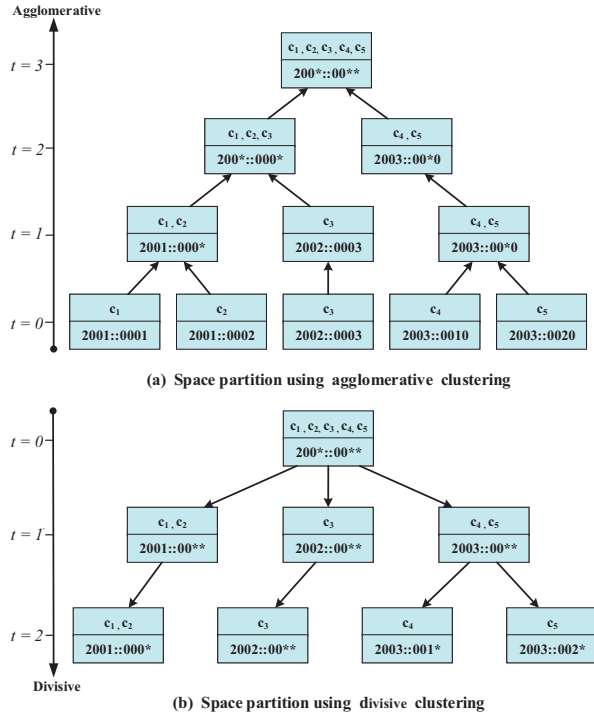 Agglomerative
t = 3
c1 , c2, c3 , c4, c5
200*::00**
t = 2
c1, c2, c3
200*::000*
c4 , c5
2003::00*0
t = 1
c1 , c2
2001::000*
c3
2002::0003
c4 , c5
2003::00*0
t = 0
c1
2001::0001
c2
2001::0002
c3
2002::0003
c4
2003::0010
c5
2003::0020
(a) Space partition using agglomerative clustering
t = 0
c1 , c2, c3 , c4, c5
200*::00**
t = 1
c1 , c2
2001::00**
c3
2002::00**
c4 , c5
2003::00**
t = 2
c1 , c2
2001::000*
c3
2002::00**
c4
2003::001*
c5
2003::002*
Divisive
(b) Space partition using divisive clustering